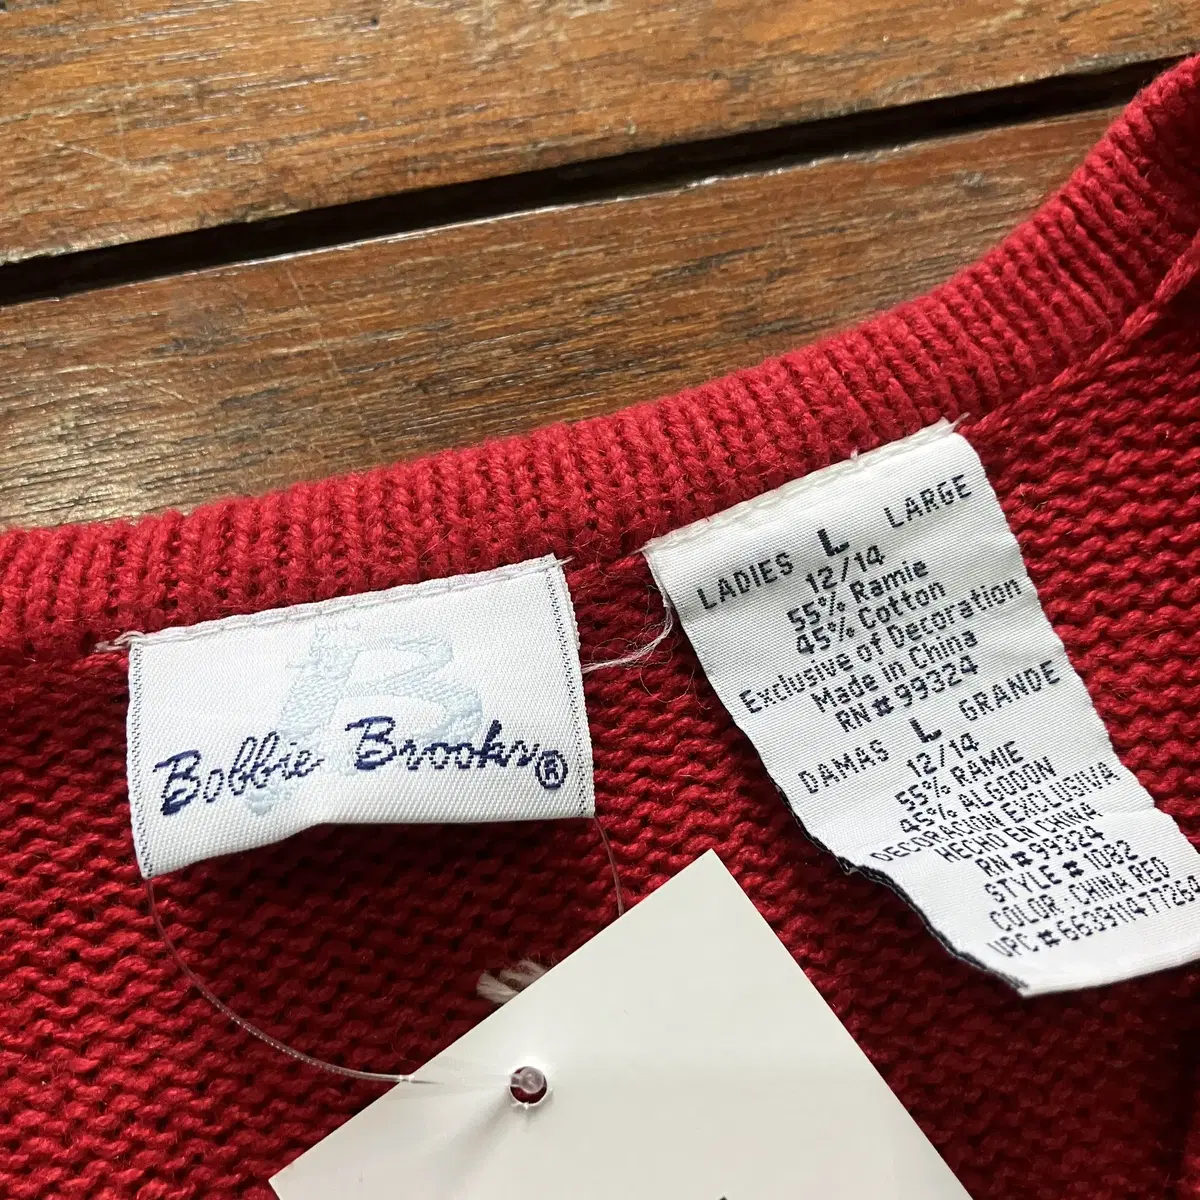 Bobbie Brooks®
LADIES L LARGE
12/14
55% Ramie
45% Cotton
Exclusive of Decoration
Made in China
RN#99324
DAMAS L GRANDE
12/14
55% RAMIE
45% ALGODON
DECORACION EXCLUSIVA
HECHO EN CHINA
RN#99324
STYLE#1082
COLOR: CHINA RED